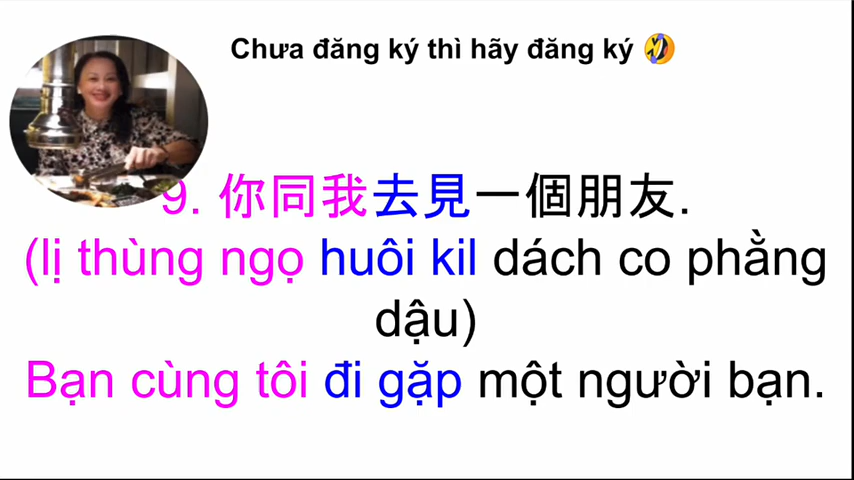 Chưa đăng ký thì hãy đăng ký 🤣
9. 你同我去見一個朋友.
(lị thùng ngọ huôi kil dách co phằng
dậu)
Bạn cùng tôi đi gặp một người bạn.